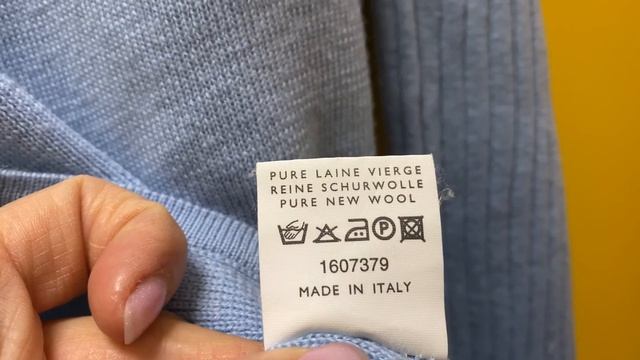 PURE LAINE VIERGE
REINE SCHURWOLLE
PURE NEW WOOL
P
1607379
MADE IN ITALY